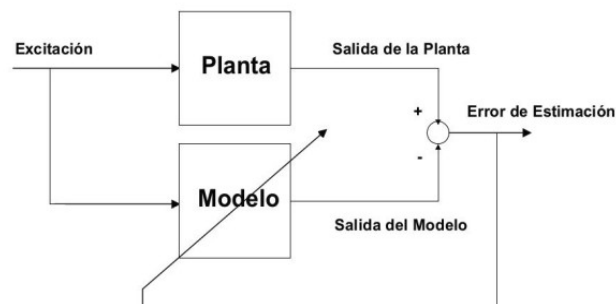 Excitación
Planta
Salida de la Planta
+
Error de Estimación
-
Modelo
Salida del Modelo